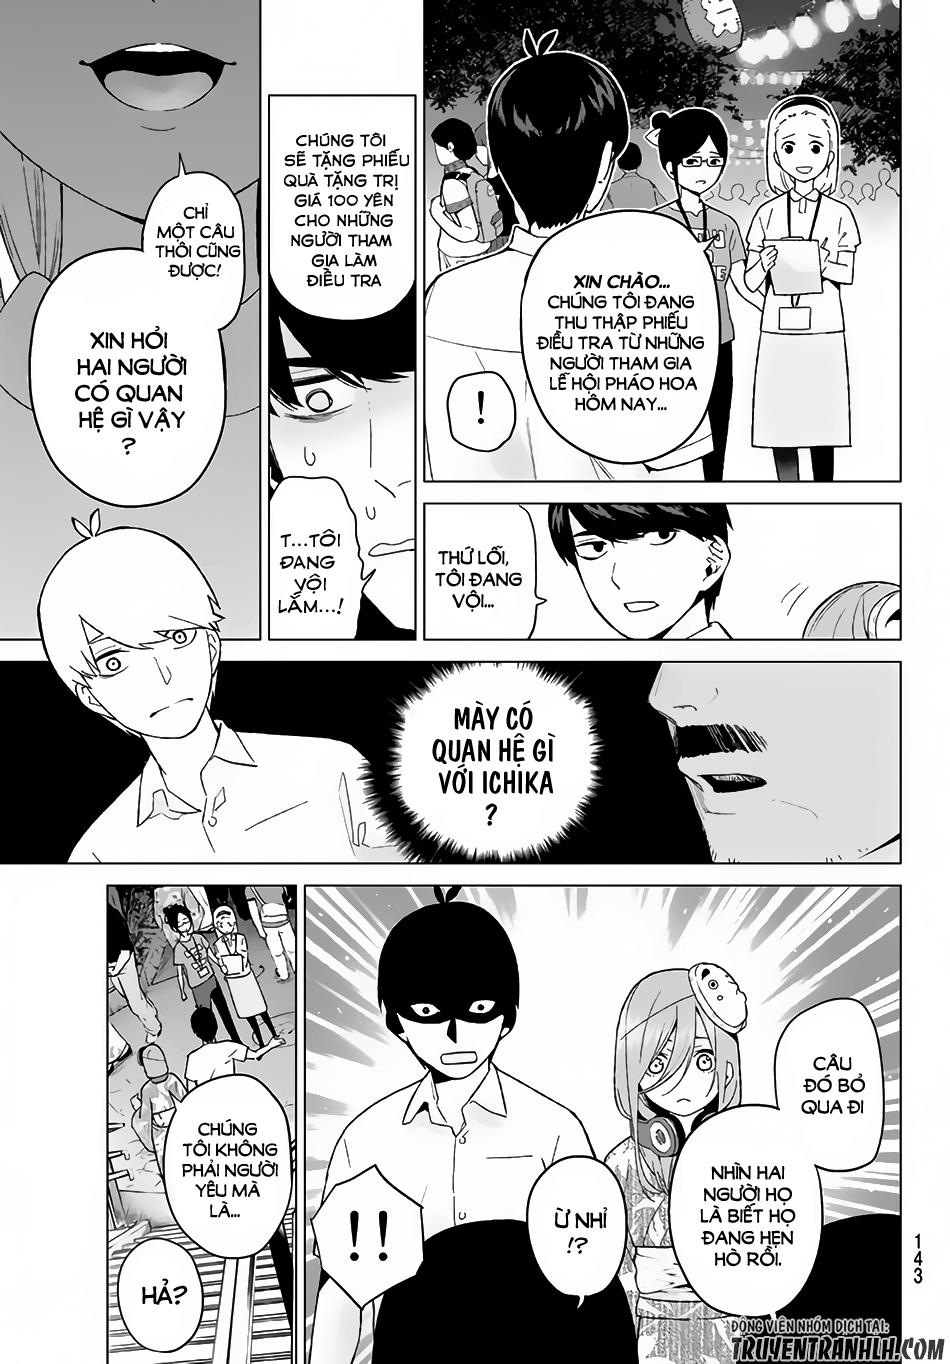 XIN CHÀO...
CHÚNG TÔI ĐANG
THU THẬP PHIẾU
ĐIỀU TRA TỪ NHỮNG
NGƯỜI THAM GIA
LỄ HỘI PHÁO HOA
HÔM NAY...
!
CHÚNG TÔI
SẼ TẶNG PHIẾU
QUÀ TẶNG TRỊ
GIÁ 100 YÊN
CHO NHỮNG
NGƯỜI THAM
GIA LÀM
ĐIỀU TRA
THỨ LỖI,
TÔI ĐANG
VỘI...
T...TÔI
ĐANG
VỘI
LẮM...!
CHỈ
MỘT CÂU
THÔI CŨNG
ĐƯỢC!
XIN HỎI
HAI NGƯỜI
CÓ QUAN
HỆ GÌ VẬY
?
MÀY CÓ
QUAN HỆ GÌ
VỚI ICHIKA
?
CÂU
ĐÓ BỎ
QUA ĐI
NHÌN HAI
NGƯỜI HỌ
LÀ BIẾT HỌ
ĐANG HẸN
HÒ RỒI.
Ừ NHỈ
!?
!!
CHÚNG
TÔI KHÔNG
PHẢI NGƯỜI
YÊU MÀ
LÀ...
HẢ?
143
ĐỘNG VIÊN NHÓM DỊCH TẠI:
TRUYENTRANHLH.COM